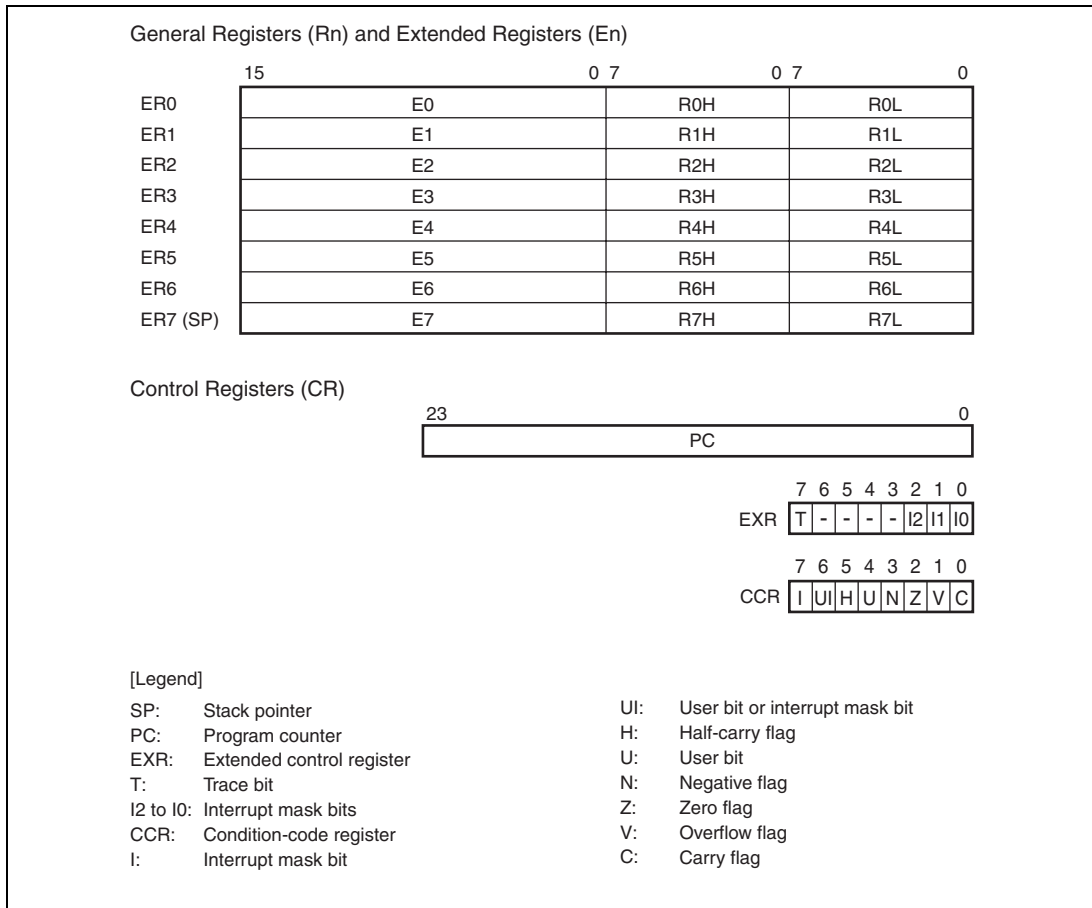 General Registers (Rn) and Extended Registers (En)
15 0 7 0 7 0
ER0 E0 R0H R0L
ER1 E1 R1H R1L
ER2 E2 R2H R2L
ER3 E3 R3H R3L
ER4 E4 R4H R4L
ER5 E5 R5H R5L
ER6 E6 R6H R6L
ER7 (SP) E7 R7H R7L
Control Registers (CR)
23 0
PC
7 6 5 4 3 2 1 0
EXR T - - - - I2 I1 I0
7 6 5 4 3 2 1 0
CCR I UI H U N Z V C
[Legend]
SP: Stack pointer
PC: Program counter
EXR: Extended control register
T: Trace bit
I2 to I0: Interrupt mask bits
CCR: Condition-code register
I: Interrupt mask bit
UI: User bit or interrupt mask bit
H: Half-carry flag
U: User bit
N: Negative flag
Z: Zero flag
V: Overflow flag
C: Carry flag